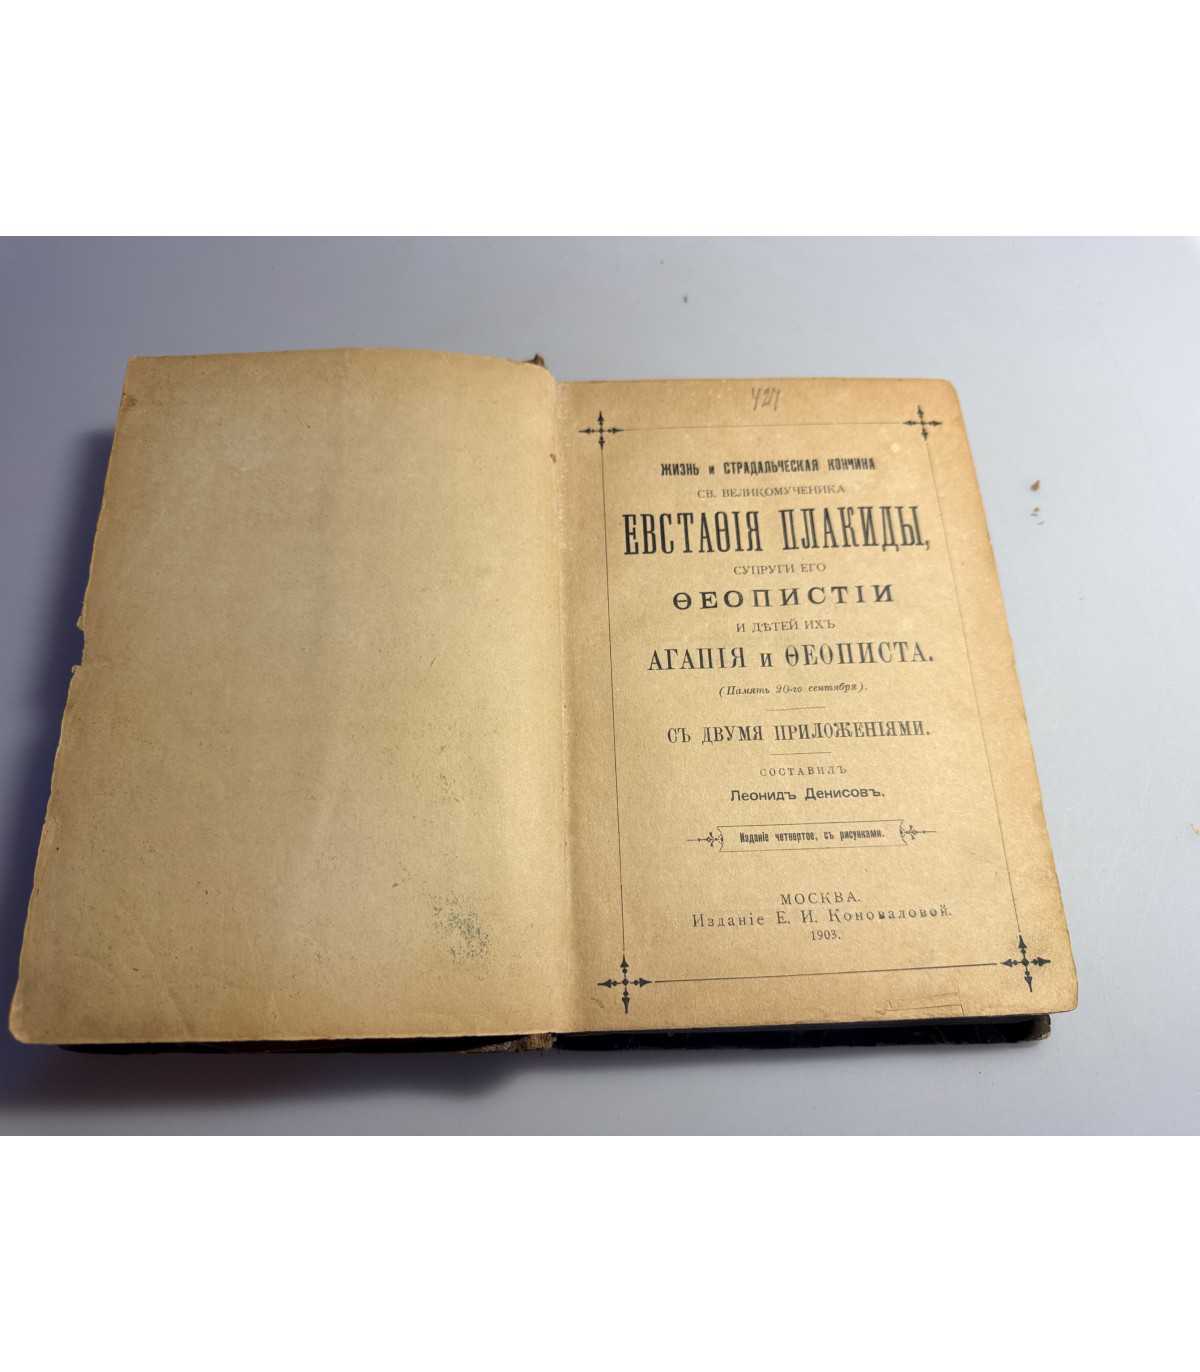 427
ЖИЗНЬ и СТРАДАЛЬЧЕСКАЯ КОНЧИНА
СВ. ВЕЛИКОМУЧЕНИКА
ЕВСТАѲІЯ ПЛАКИДЫ,
СУПРУГИ ЕГО
ѲЕОПИСТІИ
И ДѢТЕЙ ИХЪ
АГАПІЯ и ѲЕОПИСТА.
(Память 20-го сентября).
СЪ ДВУМЯ ПРИЛОЖЕНІЯМИ.
СОСТАВИЛЪ
Леонидъ Денисовъ.
Изданіе четвертое, съ рисунками.
МОСКВА.
Изданіе Е. И. Коноваловой.
1903.